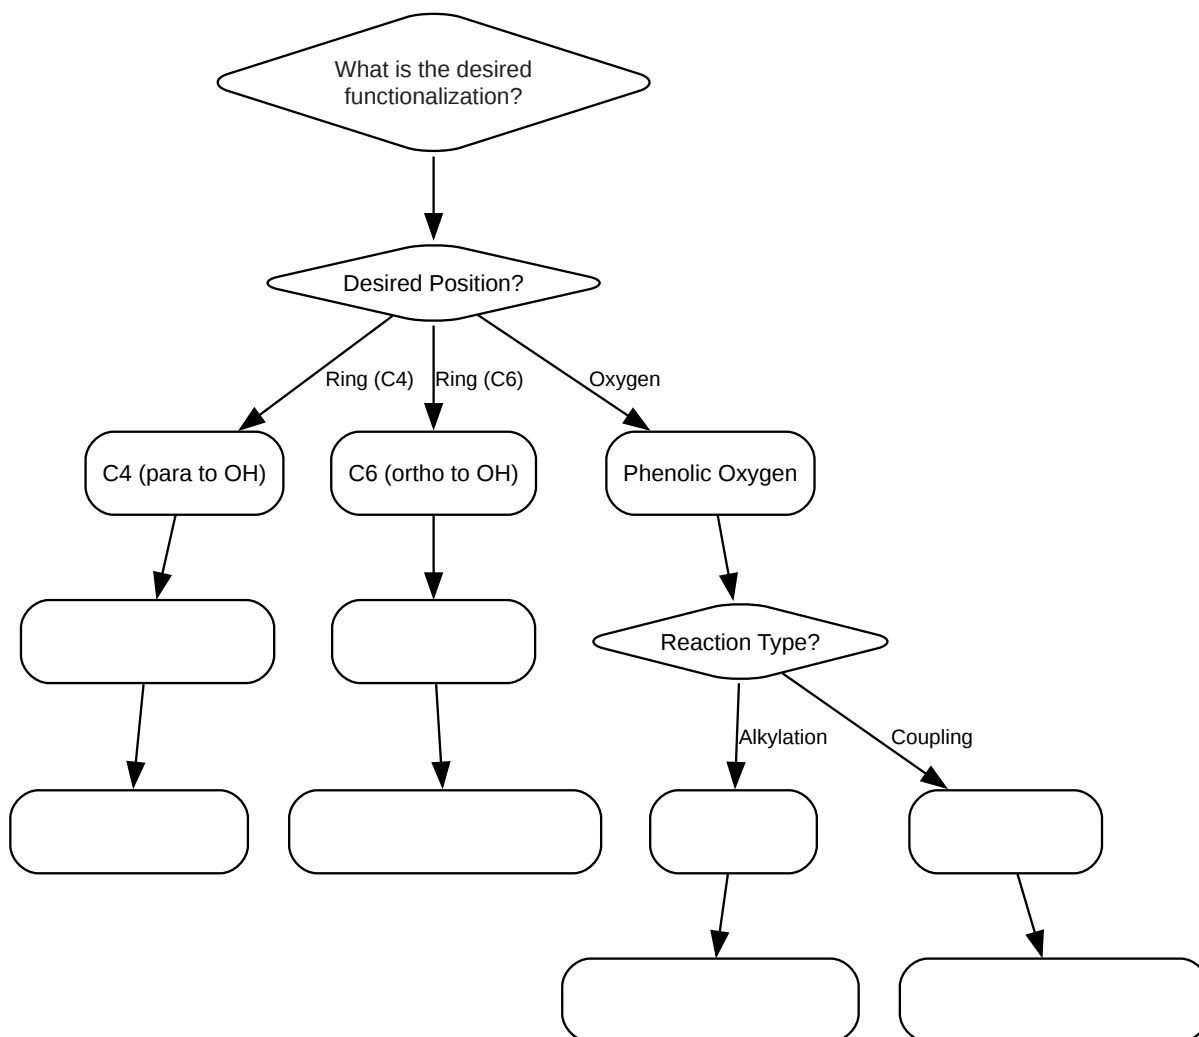 What is the desired
functionalization?
Desired Position?
Ring (C4)
Ring (C6)
Oxygen
C4 (para to OH)
C6 (ortho to OH)
Phenolic Oxygen
Reaction Type?
Alkylation
Coupling